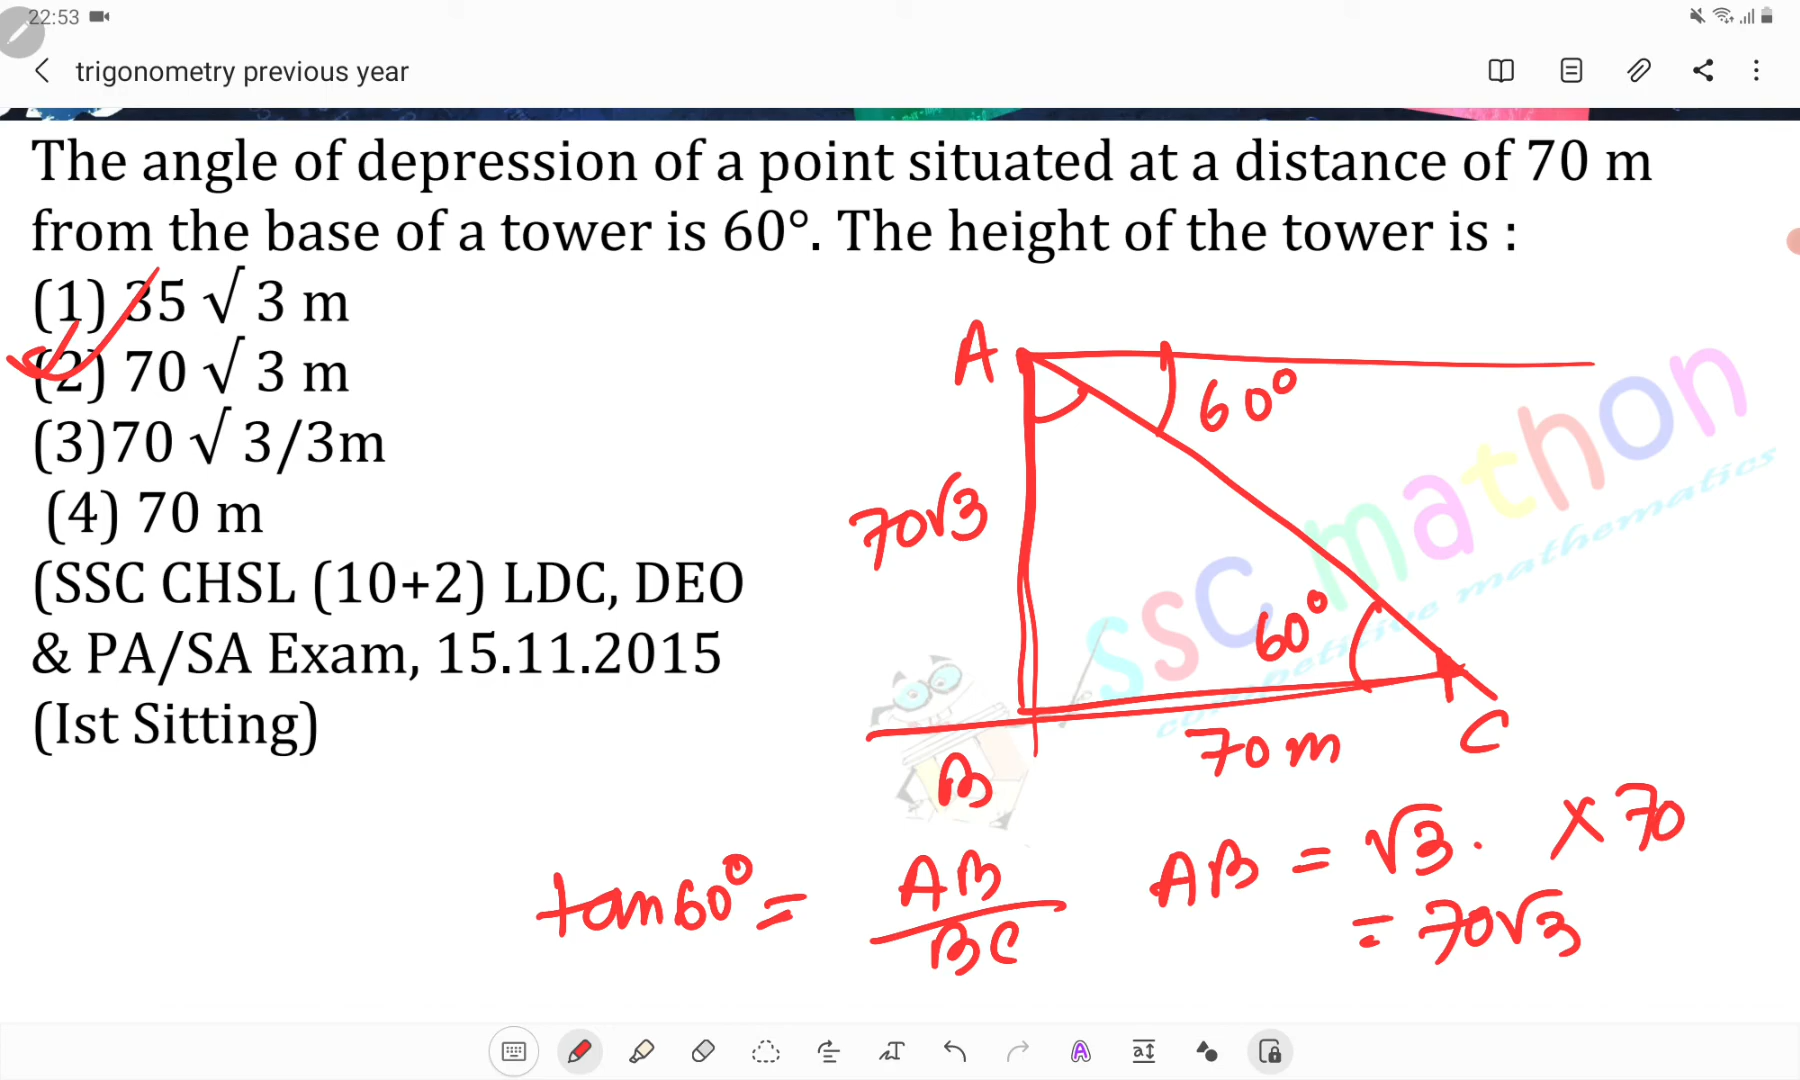 22:53
trigonometry previous year
The angle of depression of a point situated at a distance of 70 m
from the base of a tower is 60°. The height of the tower is :
(1) 35 √ 3 m
(2) 70 √ 3 m
(3)70 √ 3/3m
(4) 70 m
(SSC CHSL (10+2) LDC, DEO
& PA/SA Exam, 15.11.2015
(Ist Sitting)
A
60°
70√3
60°
B
70 m
C
SSC mathon
competitive mathematics
tan60° = AB/BC
AB = √3. × 70
= 70√3